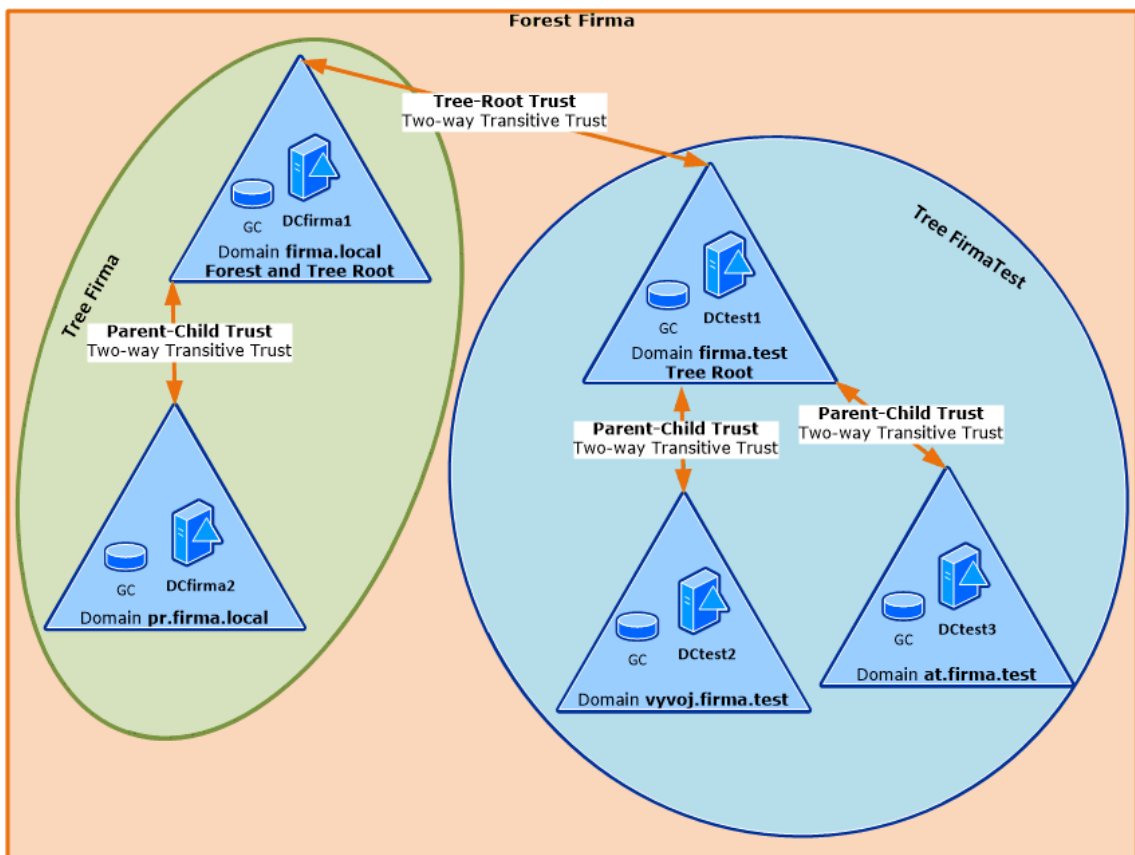 Forest Firma
Tree-Root Trust
Two-way Transitive Trust
Tree Firma
GC
DCfirma1
Domain firma.local
Forest and Tree Root
Parent-Child Trust
Two-way Transitive Trust
GC
DCfirma2
Domain pr.firma.local
Tree FirmaTest
GC
DCtest1
Domain firma.test
Tree Root
Parent-Child Trust
Two-way Transitive Trust
Parent-Child Trust
Two-way Transitive Trust
GC
DCtest2
Domain vyvoj.firma.test
GC
DCtest3
Domain at.firma.test